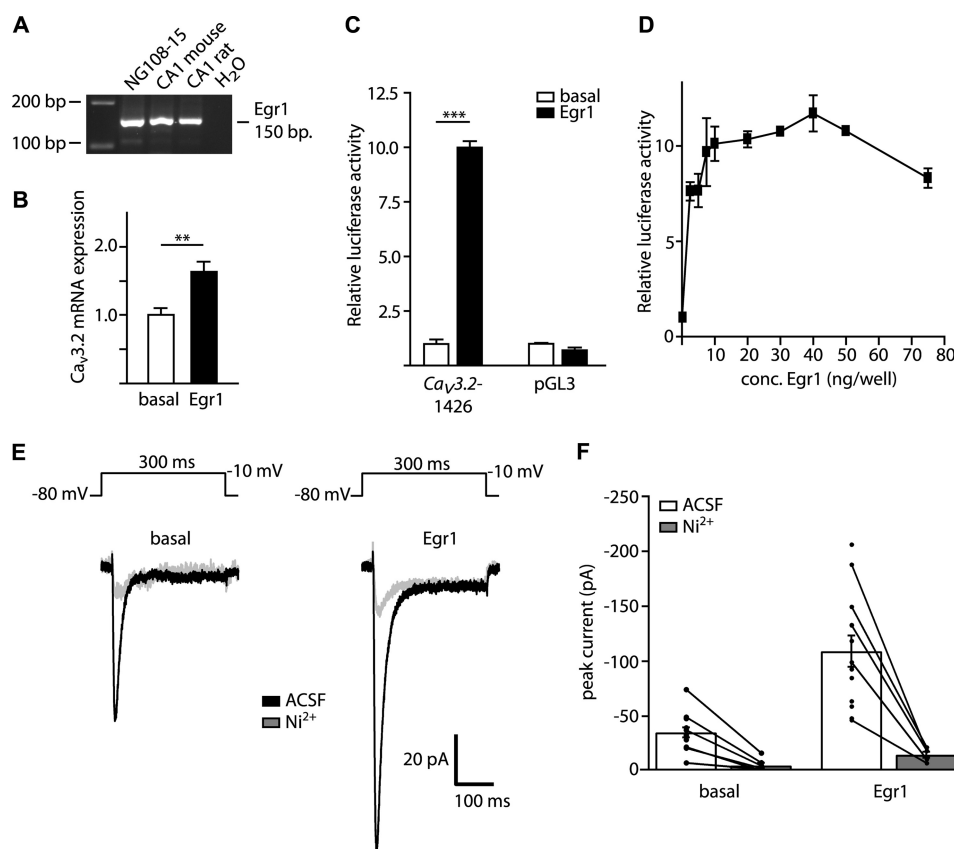 A
NG108-15
CA1 mouse
CA1 rat
H2O
200 bp
100 bp
Egr1
150 bp.
B
CaV3.2 mRNA expression
2.0
1.0
**
basal
Egr1
C
Relative luciferase activity
12.5
10.0
7.5
5.0
2.5
***
basal
Egr1
CaV3.2-
1426
pGL3
D
Relative luciferase activity
10
5
0
10 20 30 40 50 60 70 80
conc. Egr1 (ng/well)
E
300 ms
-10 mV
-80 mV
basal
300 ms
-10 mV
-80 mV
Egr1
ACSF
Ni2+
20 pA
100 ms
F
peak current (pA)
-250
-200
-150
-100
-50
0
ACSF
Ni2+
basal
Egr1